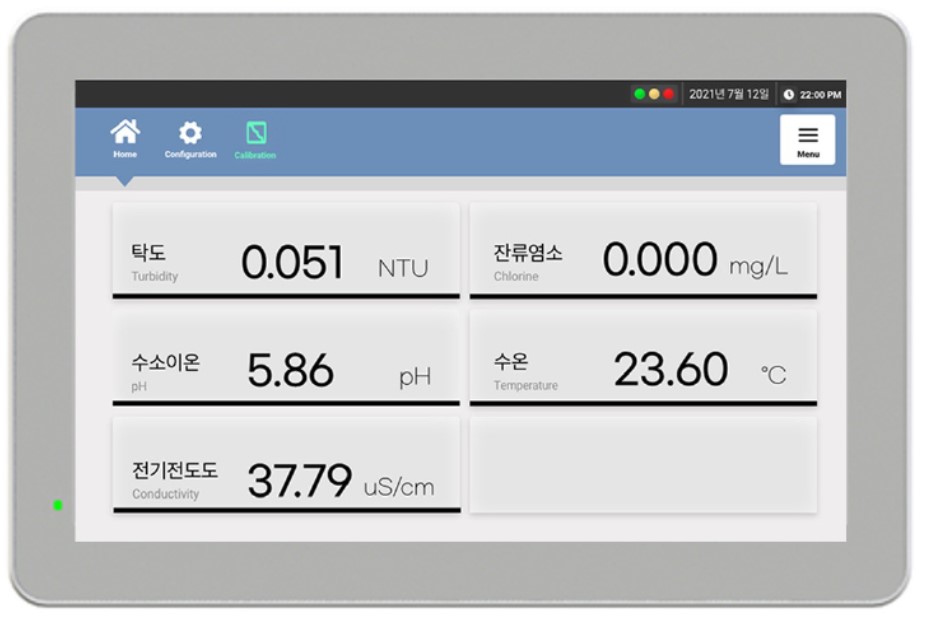 2021년 7월 12일 22:00 PM
Home Configuration Calibration Menu
탁도 0.051 NTU
Turbidity
잔류염소 0.000 mg/L
Chlorine
수소이온 5.86 pH
pH
수온 23.60 °C
Temperature
전기전도도 37.79 uS/cm
Conductivity